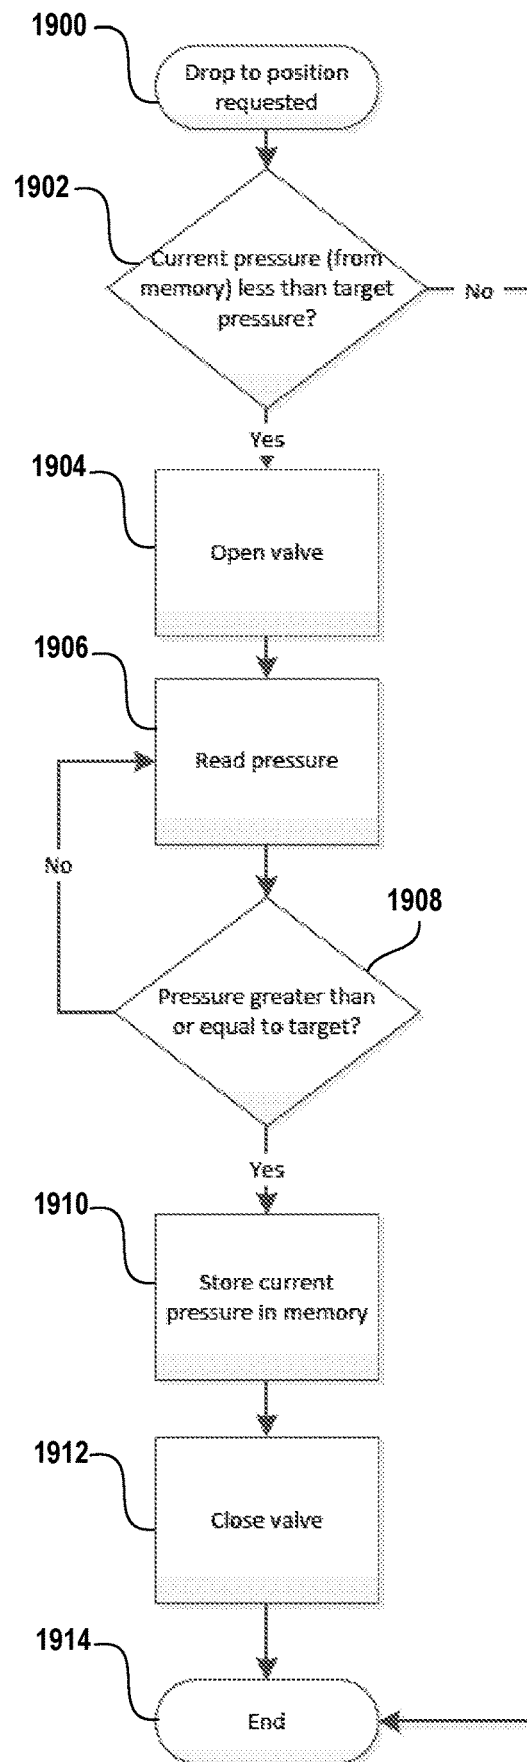 1900
Drop to position
requested
1902
Current pressure (from
memory) less than target
pressure?
No
Yes
1904
Open valve
1906
Read pressure
No
1908
Pressure greater than
or equal to target?
Yes
1910
Store current
pressure in memory
1912
Close valve
1914
End